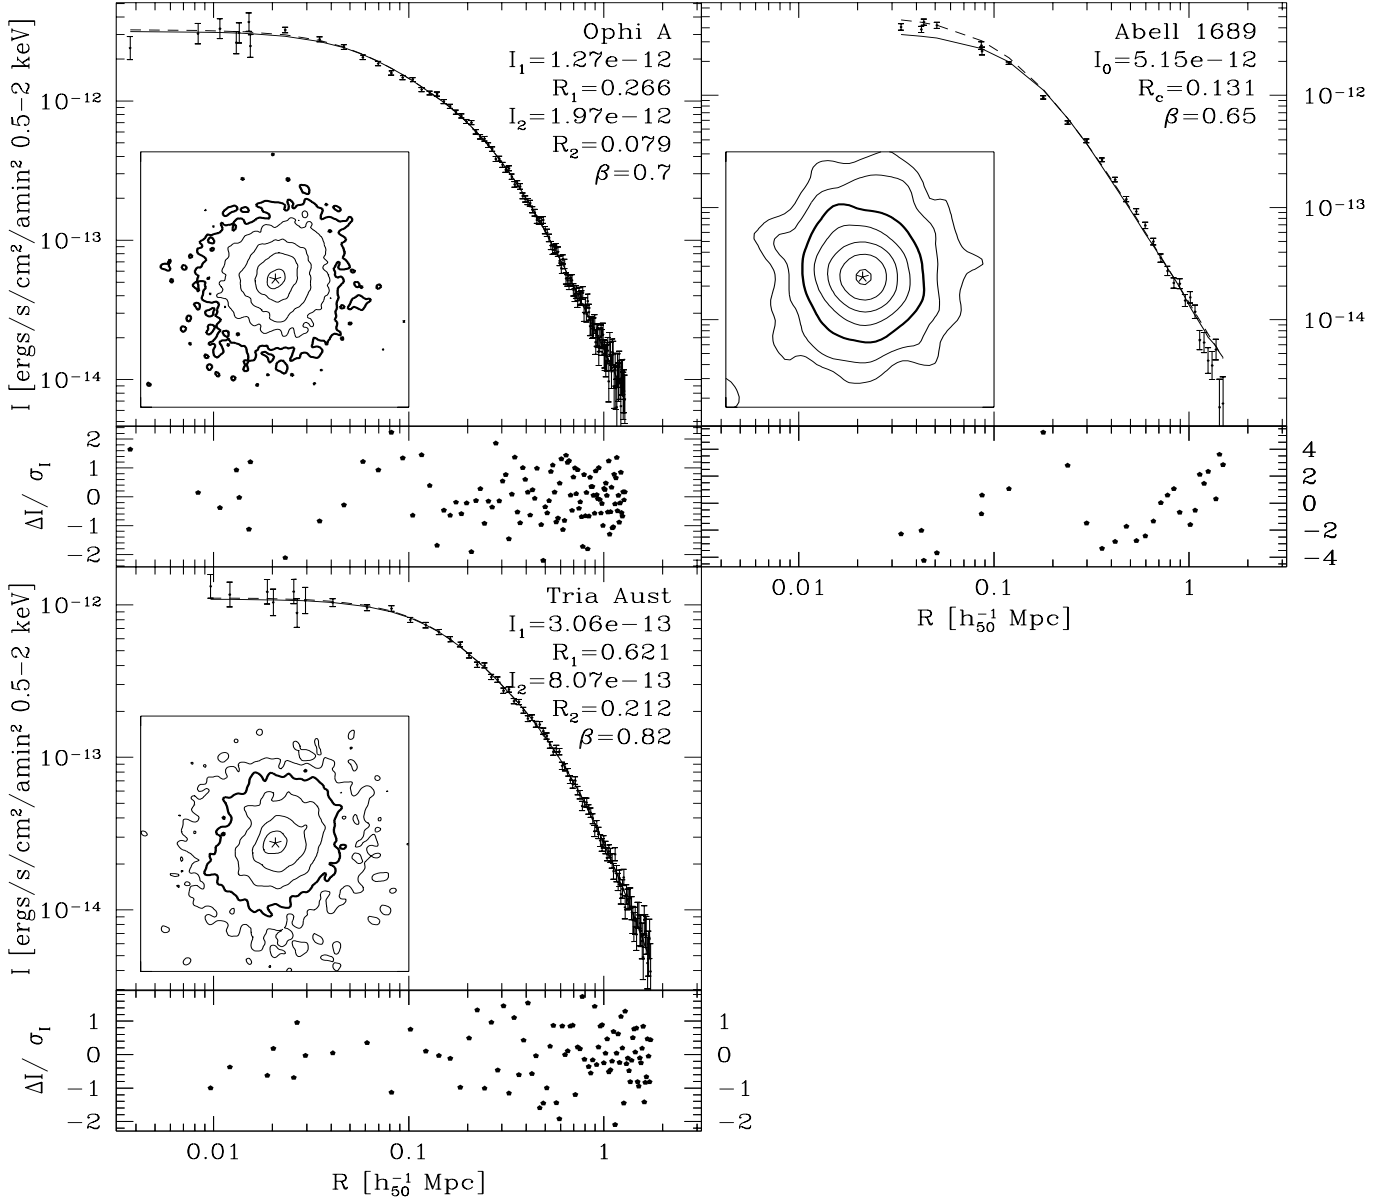 I [ergs/s/cm²/amin² 0.5−2 keV]
10⁻¹²
10⁻¹³
10⁻¹⁴
Ophi A
I₁=1.27e−12
R₁=0.266
I₂=1.97e−12
R₂=0.079
β=0.7
Abell 1689
I₀=5.15e−12
R_c=0.131
β=0.65
10⁻¹²
10⁻¹³
10⁻¹⁴
ΔI/ σ_I
2
1
0
−1
−2
4
2
0
−2
−4
0.01
0.1
1
R [h₅₀⁻¹ Mpc]
I [ergs/s/cm²/amin² 0.5−2 keV]
10⁻¹²
10⁻¹³
10⁻¹⁴
Tria Aust
I₁=3.06e−13
R₁=0.621
I₂=8.07e−13
R₂=0.212
β=0.82
ΔI/ σ_I
1
0
−1
−2
1
0
−1
−2
0.01
0.1
1
R [h₅₀⁻¹ Mpc]